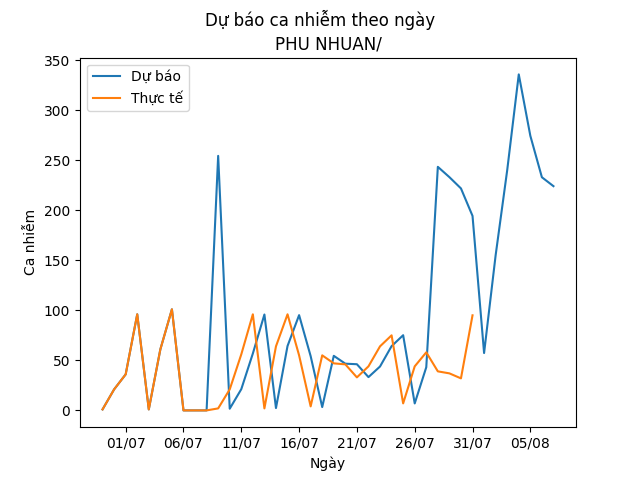 Dự báo ca nhiễm theo ngày
PHU NHUAN/
350
300
250
200
150
100
50
0
Ca nhiễm
Dự báo
Thực tế
01/07 06/07 11/07 16/07 21/07 26/07 31/07 05/08
Ngày